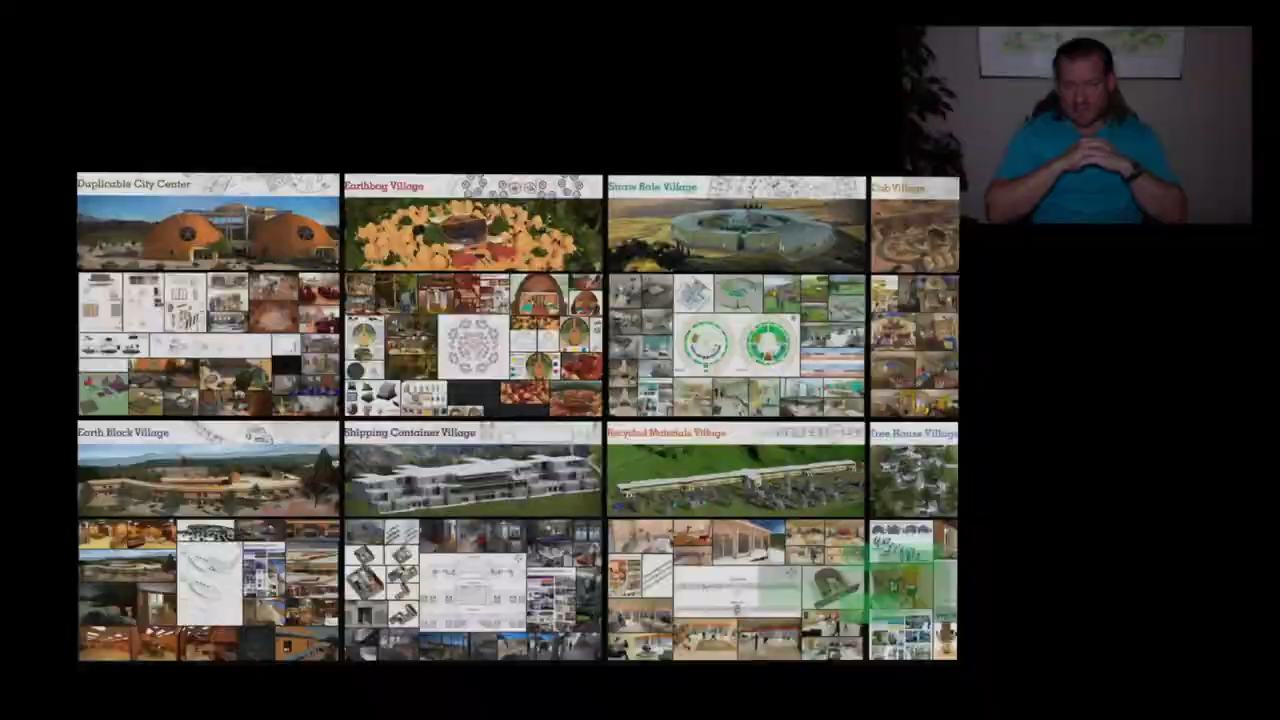 Duplicable City Center
Earthbag Village
Straw Bale Village
Cob Village
Earth Block Village
Shipping Container Village
Recycled Materials Village
Tree House Village